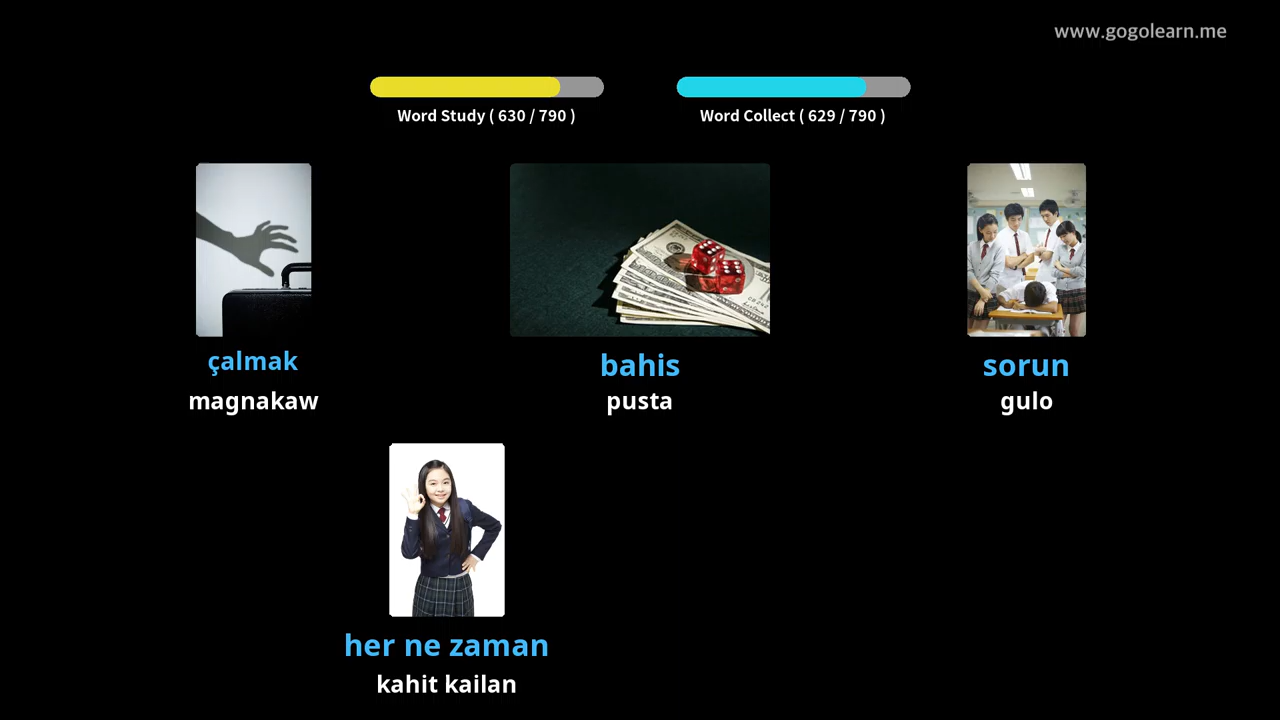 www.gogolearn.me
Word Study ( 630 / 790 )
Word Collect ( 629 / 790 )
çalmak
magnakaw
bahis
pusta
sorun
gulo
her ne zaman
kahit kailan